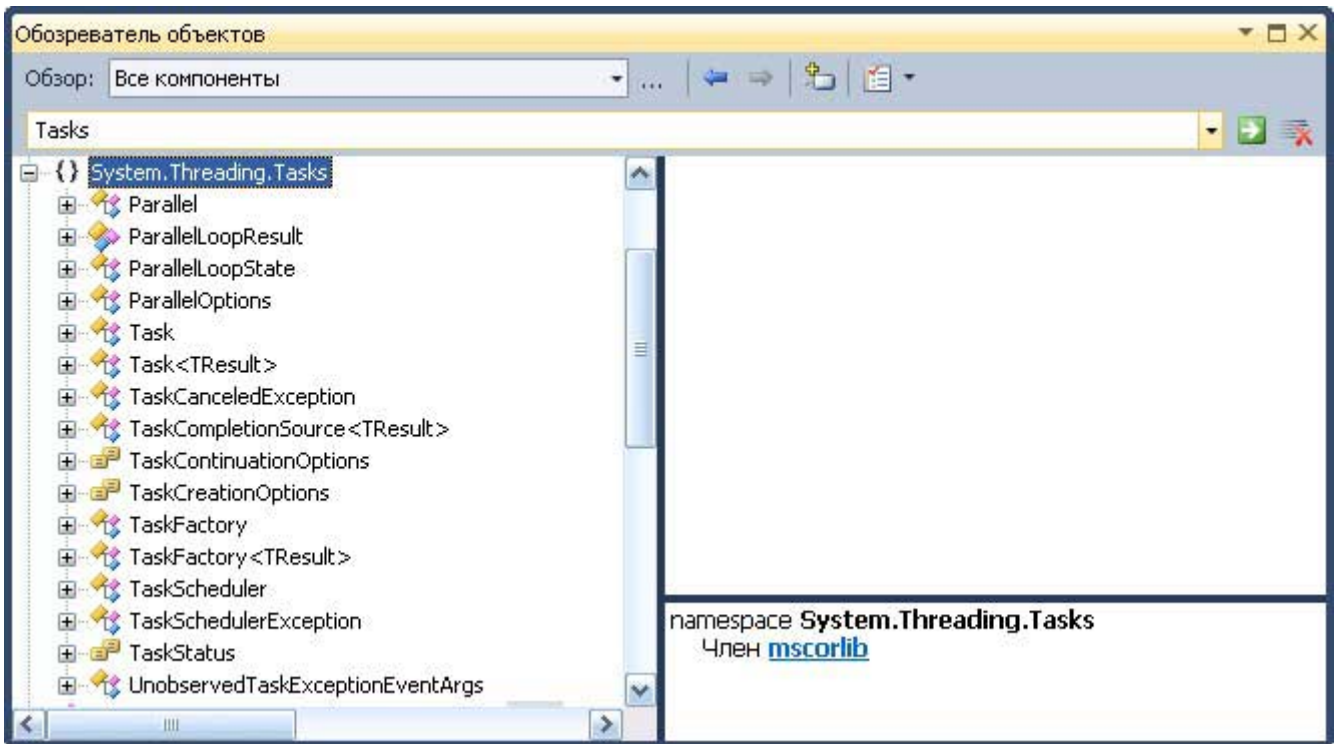 Обозреватель объектов
Обзор: Все компоненты ...
Tasks
{} System.Threading.Tasks
Parallel
ParallelLoopResult
ParallelLoopState
ParallelOptions
Task
Task<TResult>
TaskCanceledException
TaskCompletionSource<TResult>
TaskContinuationOptions
TaskCreationOptions
TaskFactory
TaskFactory<TResult>
TaskScheduler
TaskSchedulerException
TaskStatus
UnobservedTaskExceptionEventArgs
namespace System.Threading.Tasks
Член mscorlib